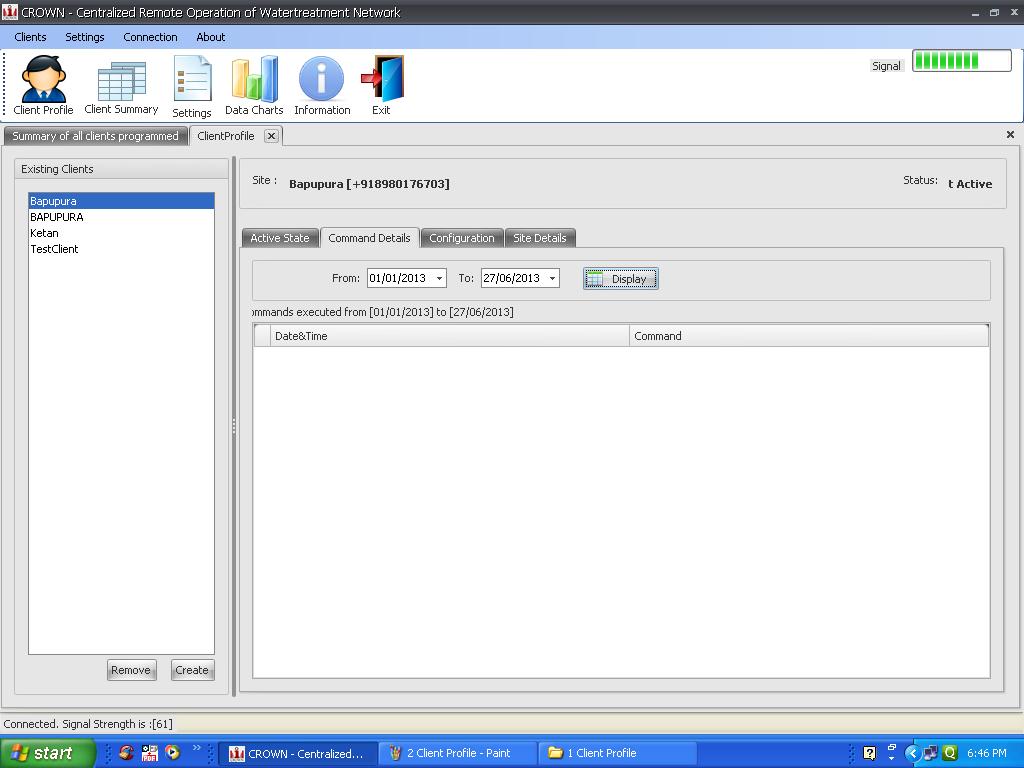 CROWN - Centralized Remote Operation of Watertreatment Network
Clients Settings Connection About
Client Profile Client Summary Settings Data Charts Information Exit
Signal
Summary of all clients programmed ClientProfile
Existing Clients
Bapupura
BAPUPURA
Ketan
TestClient
Remove Create
Site : Bapupura [+918980176703] Status: t Active
Active State Command Details Configuration Site Details
From: 01/01/2013 To: 27/06/2013 Display
ommands executed from [01/01/2013] to [27/06/2013]
Date&Time Command
Connected. Signal Strength is :[61]
start CROWN - Centralized... 2 Client Profile - Paint 1 Client Profile 6:46 PM